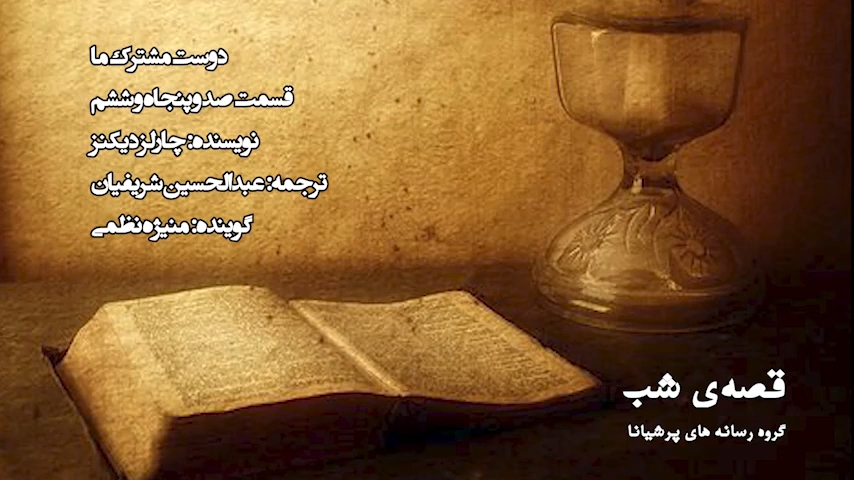 دوست مشترک ما
قسمت صد و پنجاه و ششم
نویسنده: چارلز دیکنز
ترجمه: عبدالحسین شریفیان
گوینده: منیژه نظمی
قصه‌ی شب
گروه رسانه های پرشیانا